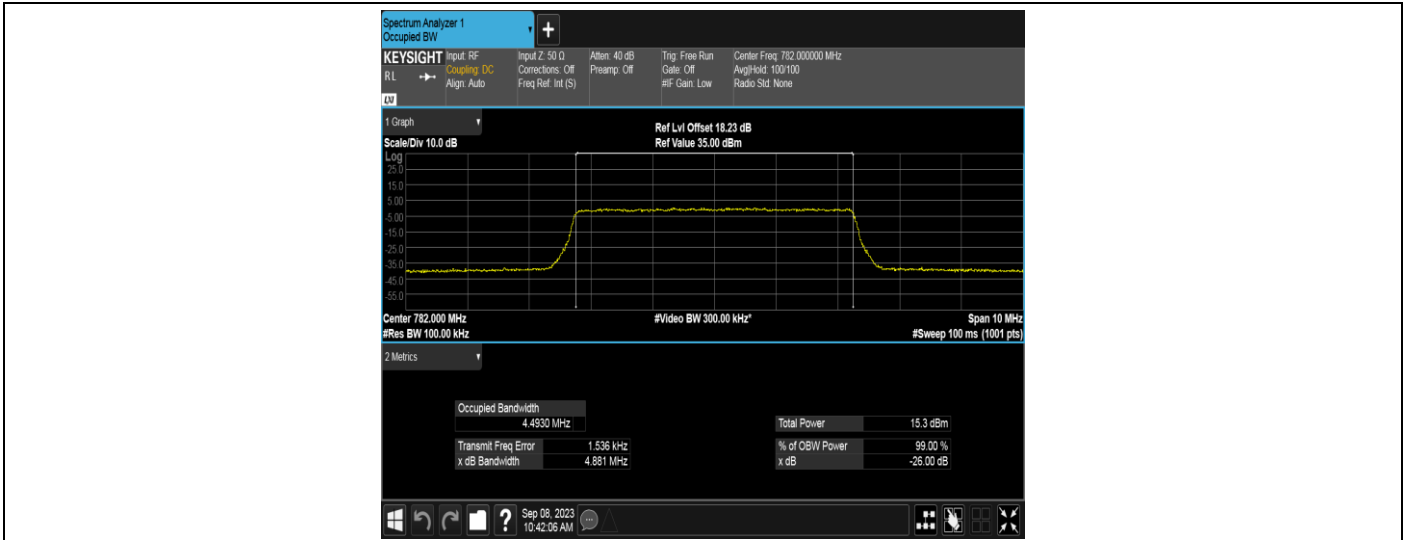 Spectrum Analyzer 1
Occupied BW
+
KEYSIGHT
RL
LXI
Input: RF
Coupling: DC
Align: Auto
Input Z: 50 Ω
Corrections: Off
Freq Ref: Int (S)
Atten: 40 dB
Preamp: Off
Trig: Free Run
Gate: Off
#IF Gain: Low
Center Freq: 782.000000 MHz
Avg|Hold: 100/100
Radio Std: None
1 Graph
Scale/Div 10.0 dB
Ref Lvl Offset 18.23 dB
Ref Value 35.00 dBm
Log
25.0
15.0
5.00
-5.00
-15.0
-25.0
-35.0
-45.0
-55.0
Center 782.000 MHz
#Res BW 100.00 kHz
#Video BW 300.00 kHz*
Span 10 MHz
#Sweep 100 ms (1001 pts)
2 Metrics
Occupied Bandwidth
4.4930 MHz
Transmit Freq Error 1.536 kHz
x dB Bandwidth 4.881 MHz
Total Power 15.3 dBm
% of OBW Power 99.00 %
x dB -26.00 dB
?
Sep 08, 2023
10:42:06 AM